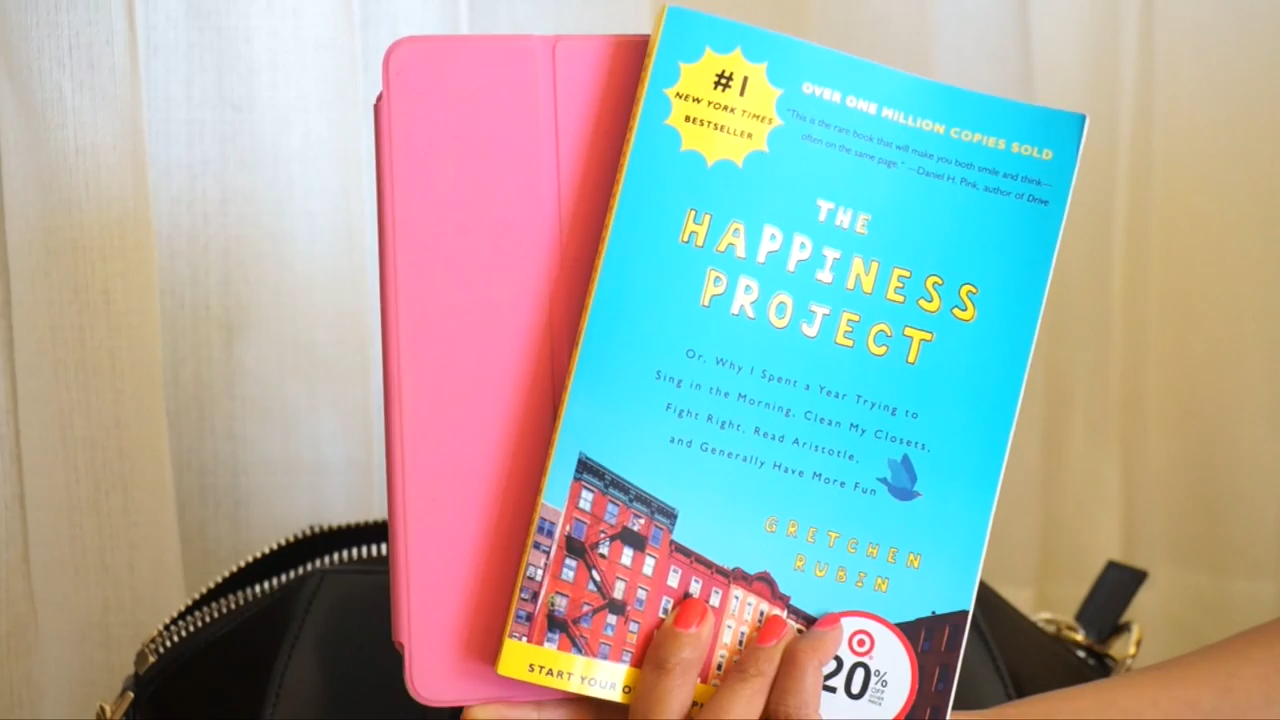 #1
NEW YORK TIMES
BESTSELLER
OVER ONE MILLION COPIES SOLD
"This is the rare book that will make you both smile and think—
often on the same page." —Daniel H. Pink, author of Drive
THE
HAPPINESS
PROJECT
Or, Why I Spent a Year Trying to
Sing in the Morning, Clean My Closets,
Fight Right, Read Aristotle,
and Generally Have More Fun
GRETCHEN
RUBIN
START YOUR
20%
OFF